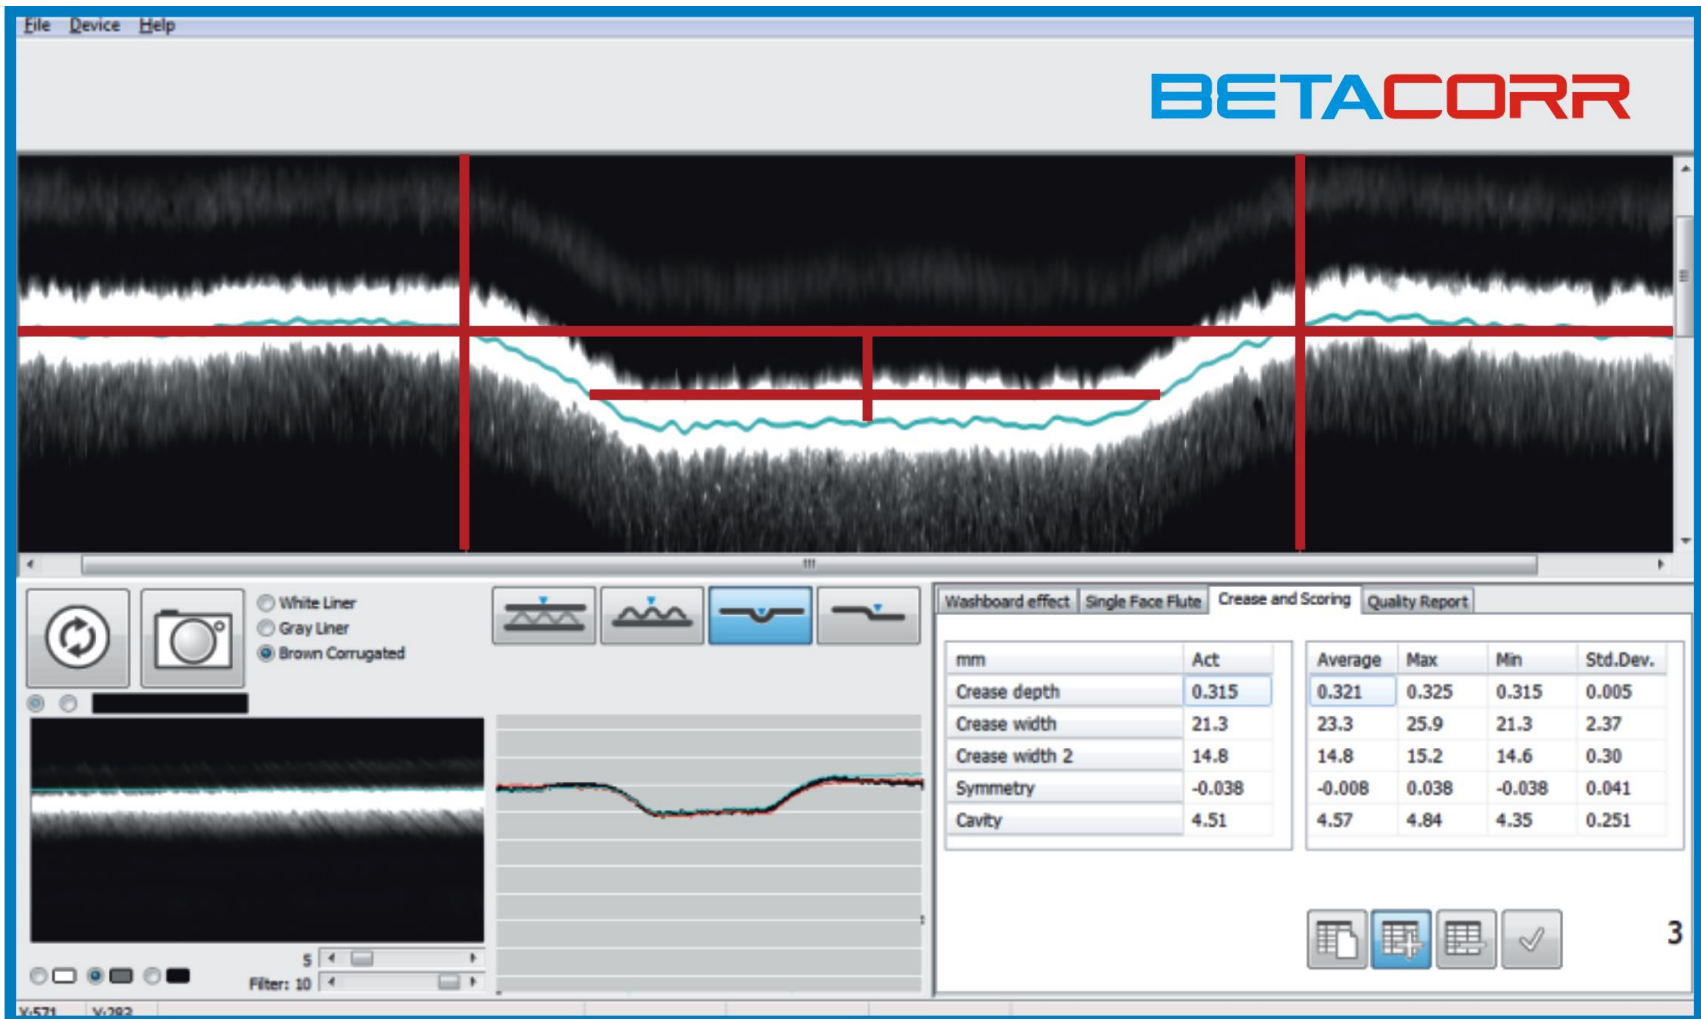 File Device Help
BETACORR
White Liner
Gray Liner
Brown Corrugated
S
Filter: 10
Washboard effect Single Face Flute Crease and Scoring Quality Report
mm Act Average Max Min Std.Dev.
Crease depth 0.315 0.321 0.325 0.315 0.005
Crease width 21.3 23.3 25.9 21.3 2.37
Crease width 2 14.8 14.8 15.2 14.6 0.30
Symmetry -0.038 -0.008 0.038 -0.038 0.041
Cavity 4.51 4.57 4.84 4.35 0.251
3